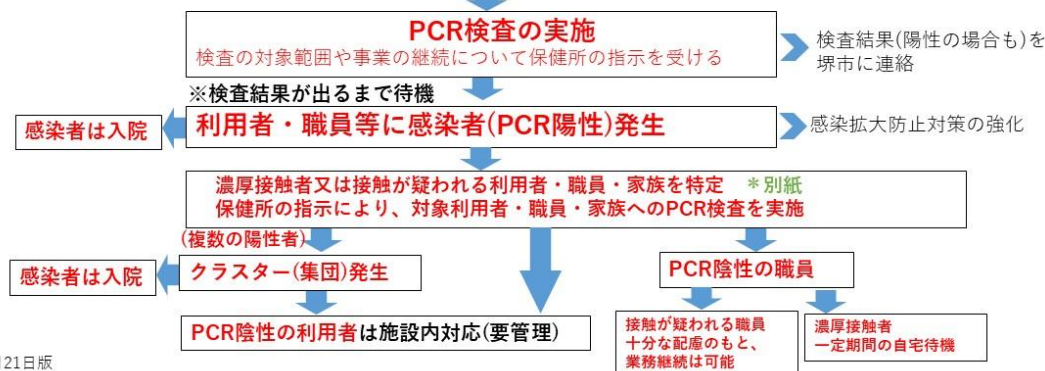 PCR検査の実施
検査の対象範囲や事業の継続について保健所の指示を受ける
検査結果(陽性の場合も)を
堺市に連絡
※検査結果が出るまで待機
感染者は入院
利用者・職員等に感染者(PCR陽性)発生
感染拡大防止対策の強化
濃厚接触者又は接触が疑われる利用者・職員・家族を特定　*別紙
保健所の指示により、対象利用者・職員・家族へのPCR検査を実施
(複数の陽性者)
感染者は入院
クラスター(集団)発生
PCR陰性の職員
PCR陰性の利用者は施設内対応(要管理)
接触が疑われる職員
十分な配慮のもと、
業務継続は可能
濃厚接触者
一定期間の自宅待機
21日版